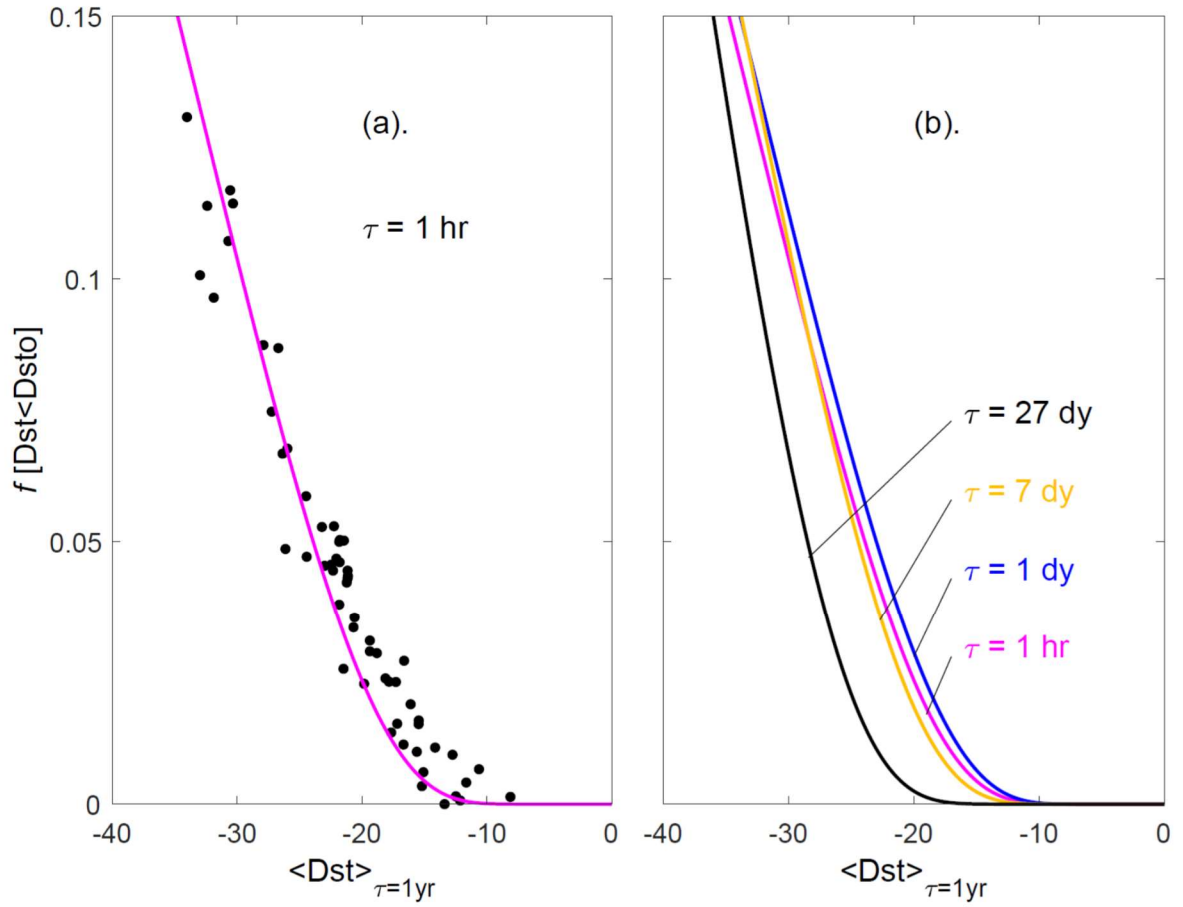 0.15
(a).
(b).
τ = 1 hr
0.1
f [Dst<Dsto]
τ = 27 dy
τ = 7 dy
0.05
τ = 1 dy
τ = 1 hr
0
-40 -30 -20 -10 0
-40 -30 -20 -10 0
<Dst>τ=1yr
<Dst>τ=1yr